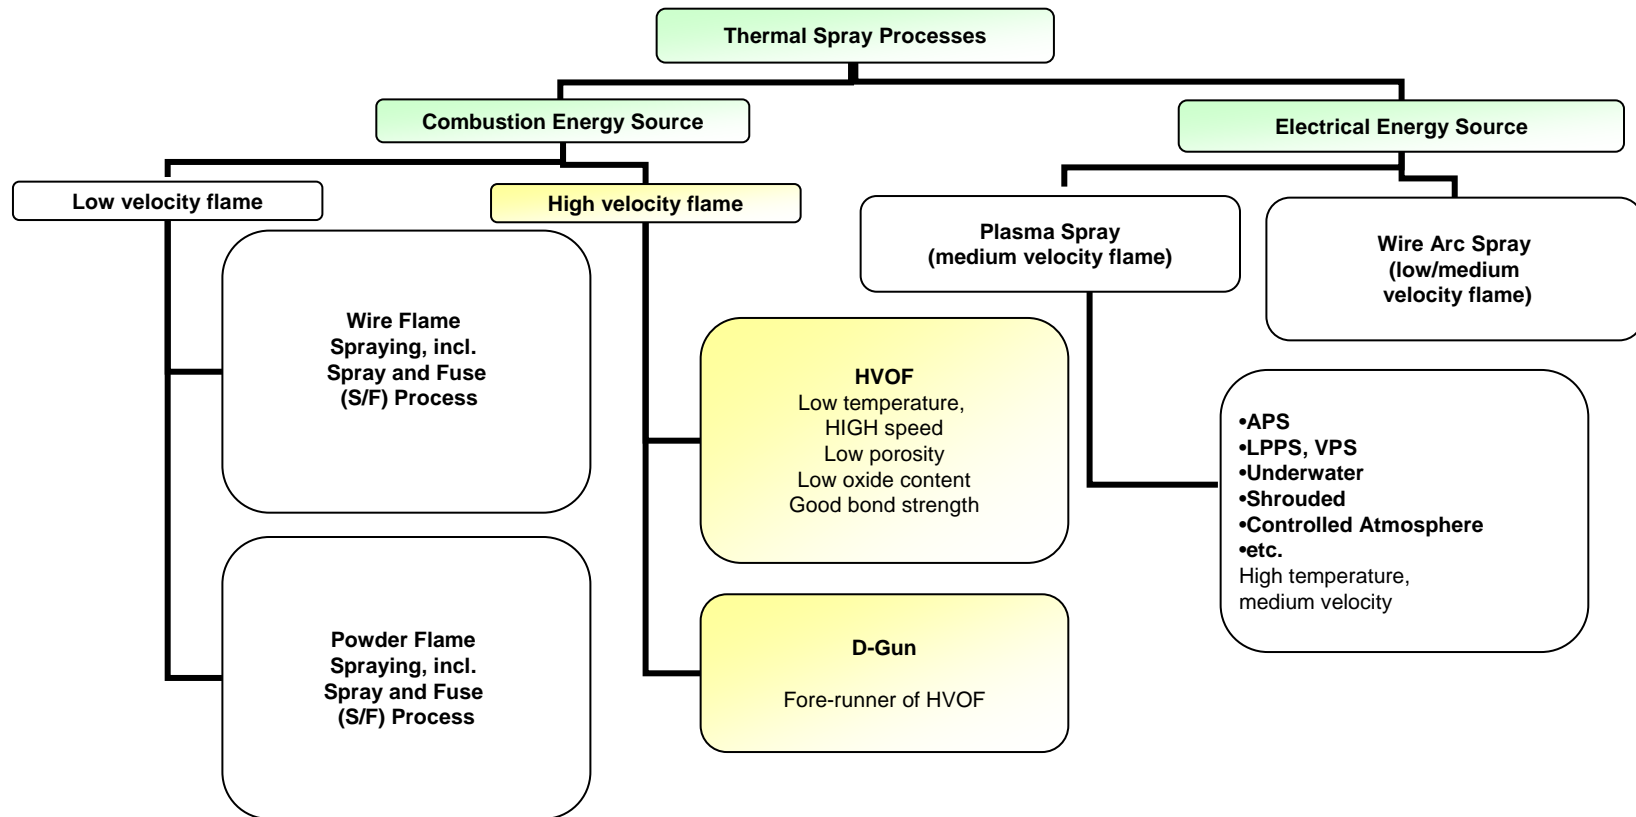 Thermal Spray Processes
Combustion Energy Source
Electrical Energy Source
Low velocity flame
High velocity flame
Plasma Spray
(medium velocity flame)
Wire Arc Spray
(low/medium
velocity flame)
Wire Flame
Spraying, incl.
Spray and Fuse
(S/F) Process
HVOF
Low temperature,
HIGH speed
Low porosity
Low oxide content
Good bond strength
•APS
•LPPS, VPS
•Underwater
•Shrouded
•Controlled Atmosphere
•etc.
High temperature,
medium velocity
Powder Flame
Spraying, incl.
Spray and Fuse
(S/F) Process
D-Gun
Fore-runner of HVOF